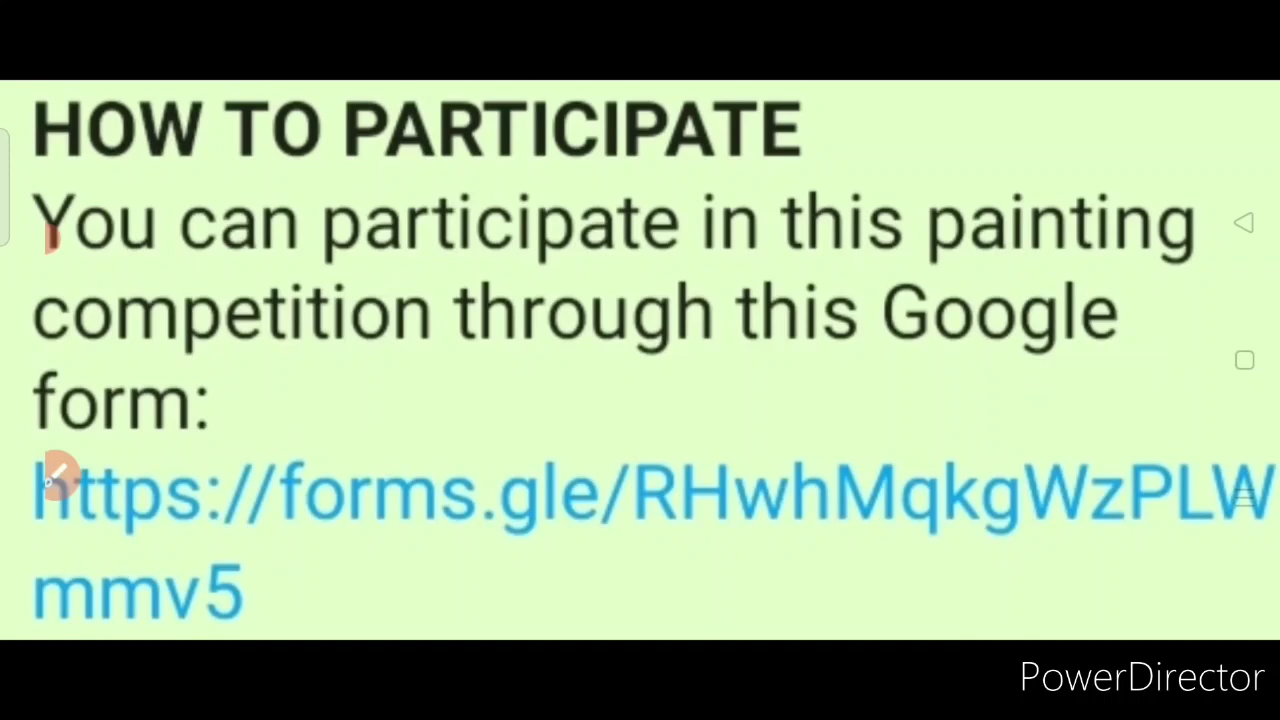 HOW TO PARTICIPATE
You can participate in this painting
competition through this Google
form:
https://forms.gle/RHwhMqkgWzPLW
mmv5
PowerDirector